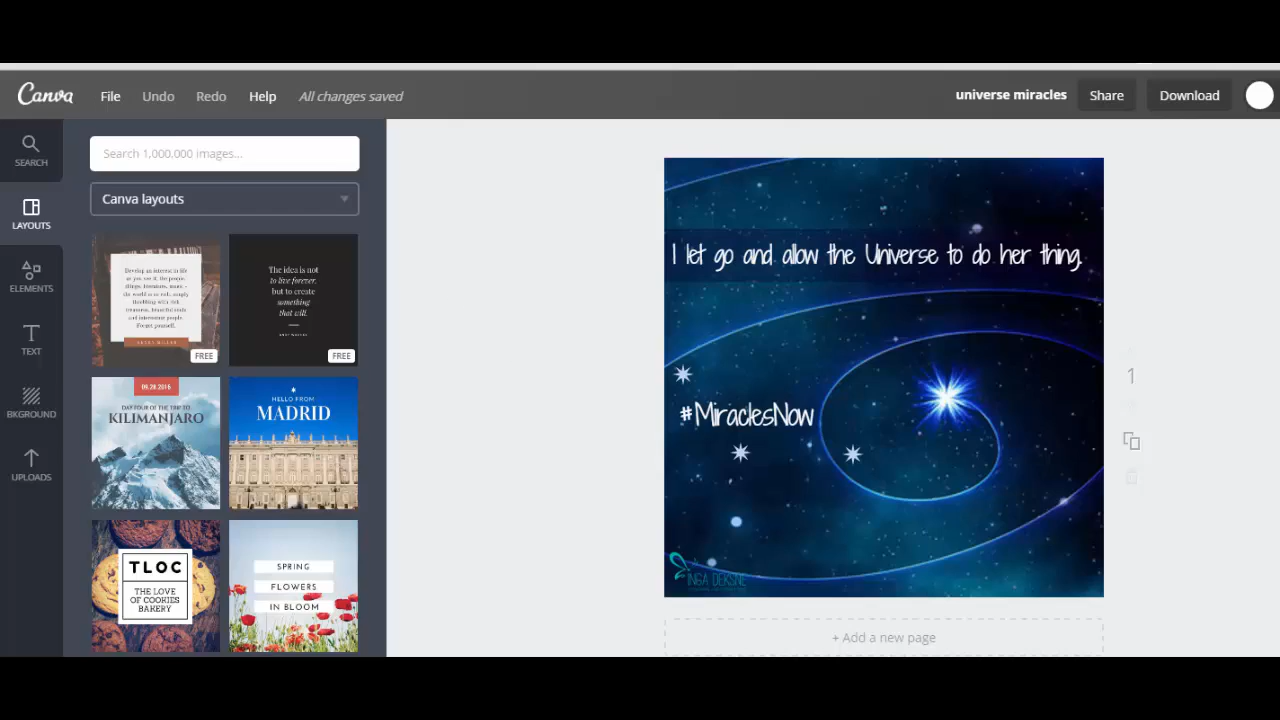 Canva File Undo Redo Help All changes saved universe miracles Share Download
SEARCH
LAYOUTS
ELEMENTS
TEXT
BKGROUND
UPLOADS
Search 1,000,000 images...
Canva layouts
FREE
The idea is not
to live forever,
but to create
something
that will.
FREE
09.28.2016
DAY TOUR OF THE TRIP TO
KILIMANJARO
HELLO FROM
MADRID
TLOC
THE LOVE
OF COOKIES
BAKERY
SPRING
FLOWERS
IN BLOOM
I let go and allow the Universe to do her thing.
#MiraclesNow
INGA DEKSNE
1
+ Add a new page